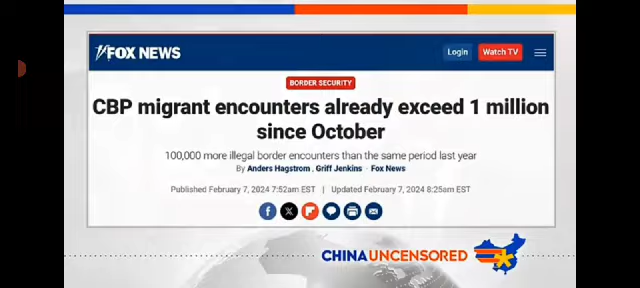 FOX NEWS
Login
Watch TV
BORDER SECURITY
CBP migrant encounters already exceed 1 million
since October
100,000 more illegal border encounters than the same period last year
By Anders Hagstrom , Griff Jenkins · Fox News
Published February 7, 2024 7:52am EST | Updated February 7, 2024 8:25am EST
CHINA UNCENSORED